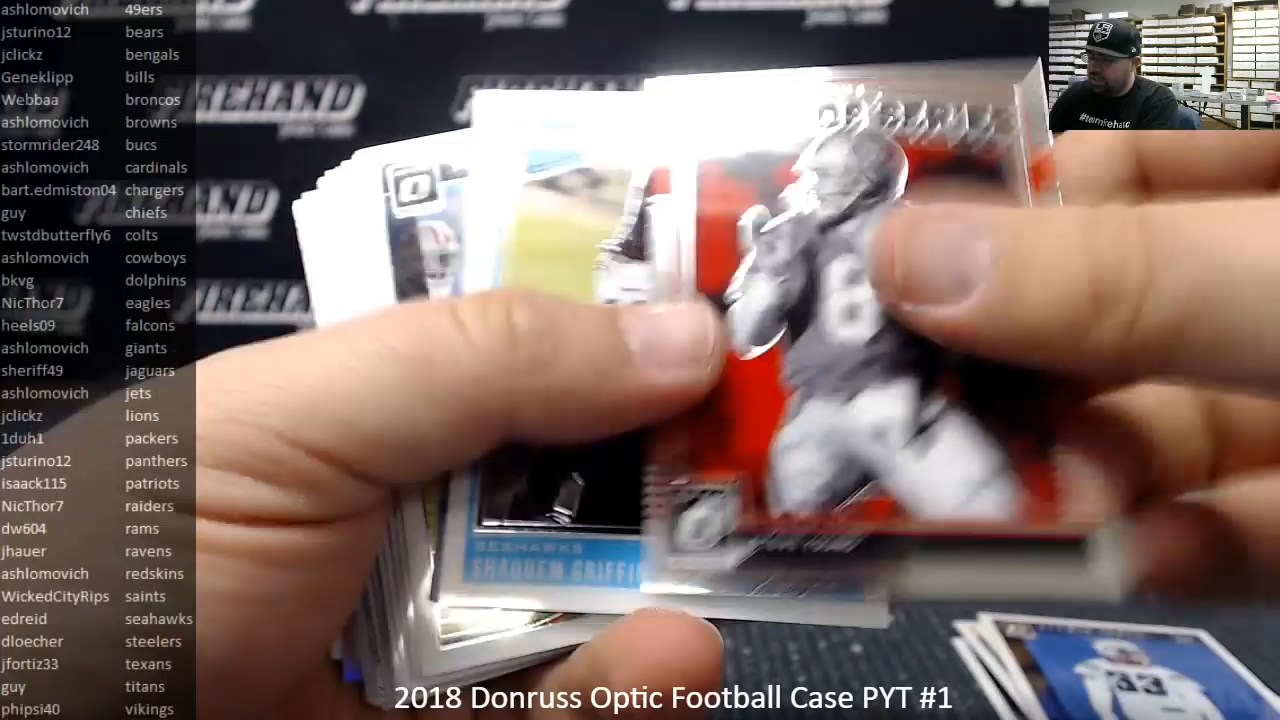 ashlomovich 49ers
jsturino12 bears
jclickz bengals
Geneklipp bills
Webbaa broncos
ashlomovich browns
stormrider248 bucs
ashlomovich cardinals
bart.edmiston04 chargers
guy chiefs
twstdbutterfly6 colts
ashlomovich cowboys
bkvg dolphins
NicThor7 eagles
heels09 falcons
ashlomovich giants
sheriff49 jaguars
ashlomovich jets
jclickz lions
1duh1 packers
jsturino12 panthers
isaack115 patriots
NicThor7 raiders
dw604 rams
jhauer ravens
ashlomovich redskins
WickedCityRips saints
edreid seahawks
dloecher steelers
jfortiz33 texans
guy titans
phipsi40 vikings
SEAHAWKS
SHAQUEM GRIFFI
33
2018 Donruss Optic Football Case PYT #1